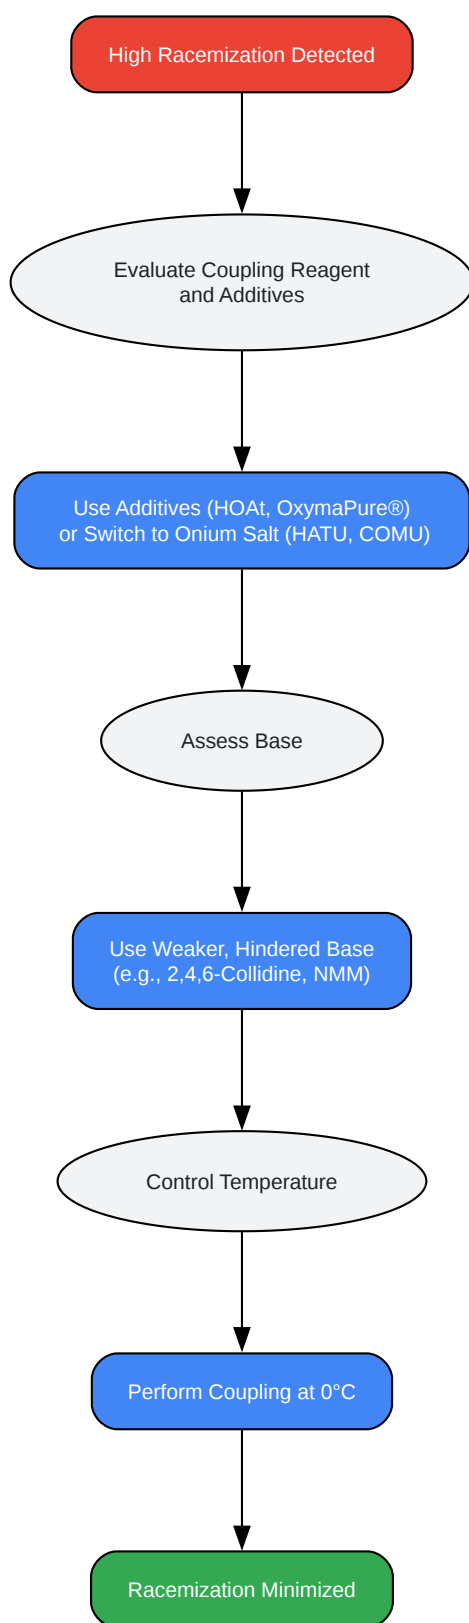 High Racemization Detected
Evaluate Coupling Reagent
and Additives
Use Additives (HOAt, OxymaPure®)
or Switch to Onium Salt (HATU, COMU)
Assess Base
Use Weaker, Hindered Base
(e.g., 2,4,6-Collidine, NMM)
Control Temperature
Perform Coupling at 0°C
Racemization Minimized